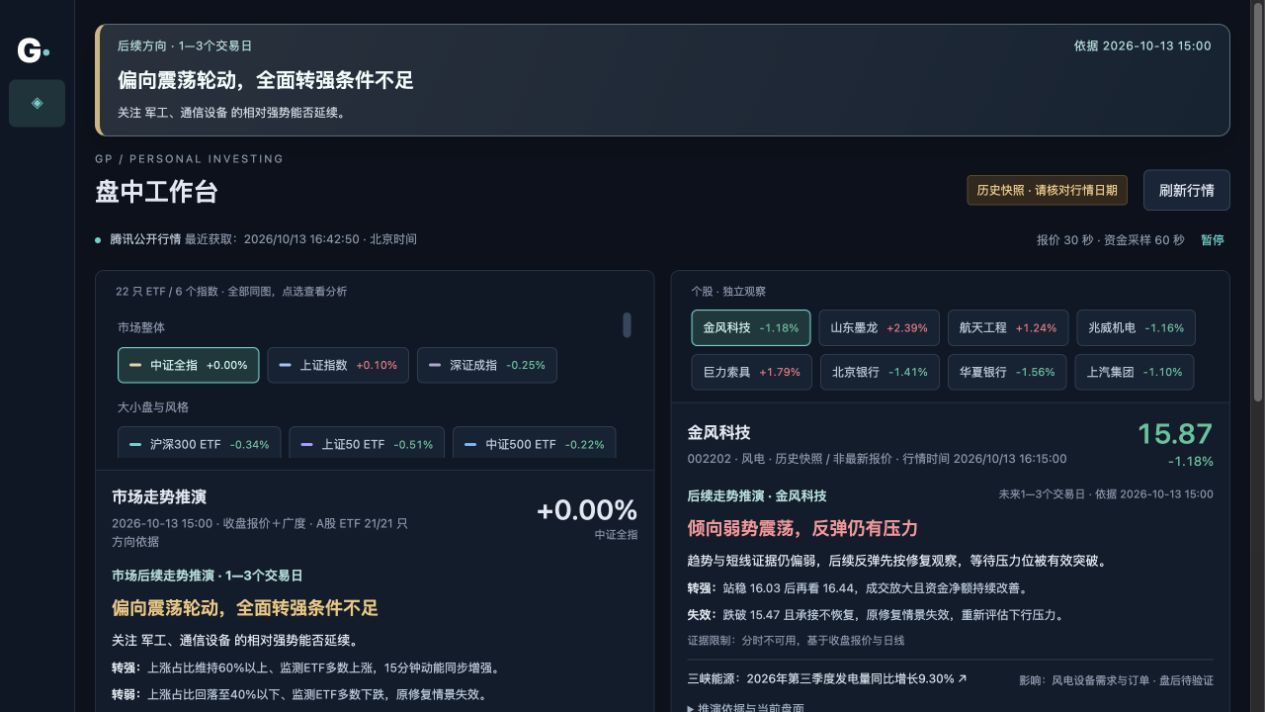 G.
后续方向 · 1—3个交易日
依据 2026-10-13 15:00
偏向震荡轮动，全面转强条件不足
关注 军工、通信设备 的相对强势能否延续。
GP / PERSONAL INVESTING
盘中工作台
历史快照 · 请核对行情日期
刷新行情
腾讯公开行情 最近获取：2026/10/13 16:42:50 · 北京时间
报价 30 秒 · 资金采样 60 秒 暂停
22 只 ETF / 6 个指数 · 全部同图，点选查看分析
市场整体
中证全指 +0.00% 上证指数 +0.10% 深证成指 -0.25%
大小盘与风格
沪深300 ETF -0.34% 上证50 ETF -0.51% 中证500 ETF -0.22%
市场走势推演
2026-10-13 15:00 · 收盘报价＋广度 · A股 ETF 21/21 只
方向依据
+0.00%
中证全指
市场后续走势推演 · 1—3个交易日
偏向震荡轮动，全面转强条件不足
关注 军工、通信设备 的相对强势能否延续。
转强：上涨占比维持60%以上、监测ETF多数上涨，15分钟动能同步增强。
转弱：上涨占比回落至40%以下、监测ETF多数下跌，原修复情景失效。
个股 · 独立观察
金风科技 -1.18% 山东墨龙 +2.39% 航天工程 +1.24% 兆威机电 -1.16%
巨力索具 +1.79% 北京银行 -1.41% 华夏银行 -1.56% 上汽集团 -1.10%
金风科技
15.87
002202 · 风电 · 历史快照 / 非最新报价 · 行情时间 2026/10/13 16:15:00
-1.18%
后续走势推演 · 金风科技
未来1—3个交易日 · 依据 2026-10-13 15:00
倾向弱势震荡，反弹仍有压力
趋势与短线证据仍偏弱，后续反弹先按修复观察，等待压力位被有效突破。
转强：站稳 16.03 后再看 16.44，成交放大且资金净额持续改善。
失效：跌破 15.47 且承接不恢复，原修复情景失效，重新评估下行压力。
证据限制：分时不可用，基于收盘报价与日线
三峡能源：2026年第三季度发电量同比增长9.30% ↗
影响：风电设备需求与订单 · 盘后待验证
▸ 推演依据与当前盘面